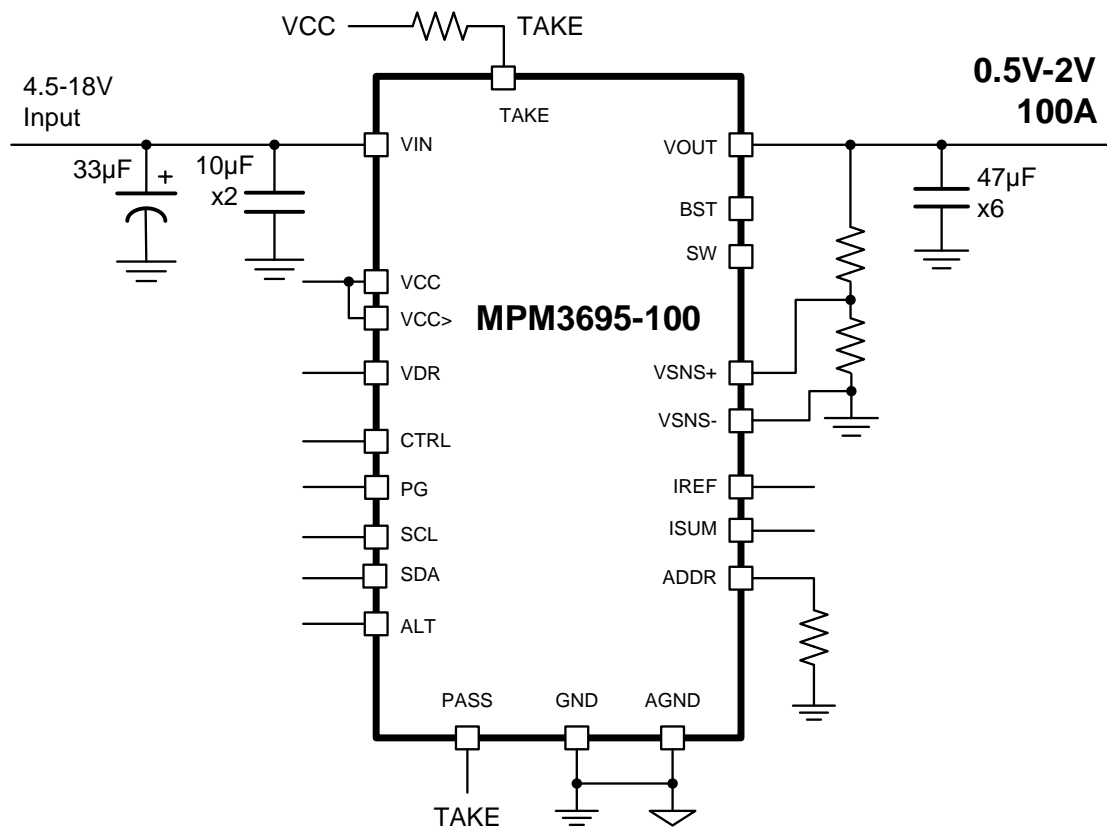 VCC
TAKE
4.5-18V
Input
0.5V-2V
100A
TAKE
VIN
VOUT
33µF
+
10µF
x2
47µF
x6
BST
SW
VCC
VCC>
MPM3695-100
VDR
VSNS+
CTRL
VSNS-
PG
IREF
SCL
ISUM
SDA
ADDR
ALT
PASS
GND
AGND
TAKE